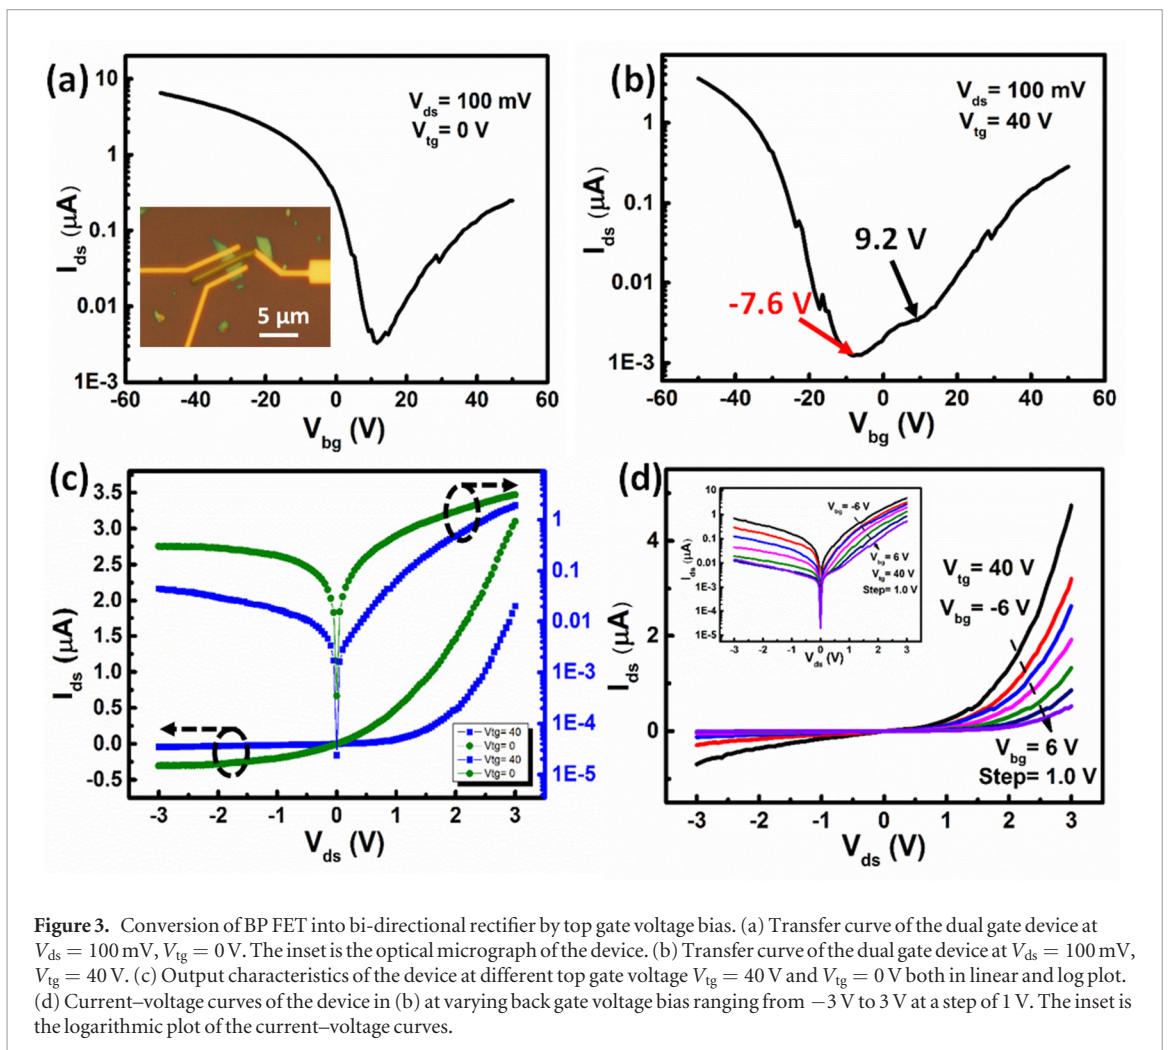 (a)
V_ds = 100 mV
V_tg = 0 V
10
1
0.1
0.01
1E-3
I_ds (µA)
5 µm
-60 -40 -20 0 20 40 60
V_bg (V)
(b)
V_ds = 100 mV
V_tg = 40 V
1
0.1
0.01
1E-3
I_ds (µA)
9.2 V
-7.6 V
-60 -40 -20 0 20 40 60
V_bg (V)
(c)
3.5
3.0
2.5
2.0
1.5
1.0
0.5
0.0
-0.5
I_ds (µA)
1
0.1
0.01
1E-3
1E-4
1E-5
Vtg= 40
Vtg= 0
Vtg= 40
Vtg= 0
-3 -2 -1 0 1 2 3
V_ds (V)
(d)
4
2
0
I_ds (µA)
10
1
0.1
0.01
1E-3
1E-4
1E-5
I_ds (µA)
V_bg= -6 V
V_bg= 6 V
V_tg= 40 V
Step= 1.0 V
-3 -2 -1 0 1 2 3
V_ds (V)
V_tg= 40 V
V_bg= -6 V
V_bg= 6 V
Step= 1.0 V
-3 -2 -1 0 1 2 3
V_ds (V)
Figure 3. Conversion of BP FET into bi-directional rectifier by top gate voltage bias. (a) Transfer curve of the dual gate device at
V_ds = 100 mV, V_tg = 0 V. The inset is the optical micrograph of the device. (b) Transfer curve of the dual gate device at V_ds = 100 mV,
V_tg = 40 V. (c) Output characteristics of the device at different top gate voltage V_tg = 40 V and V_tg = 0 V both in linear and log plot.
(d) Current–voltage curves of the device in (b) at varying back gate voltage bias ranging from −3 V to 3 V at a step of 1 V. The inset is
the logarithmic plot of the current–voltage curves.